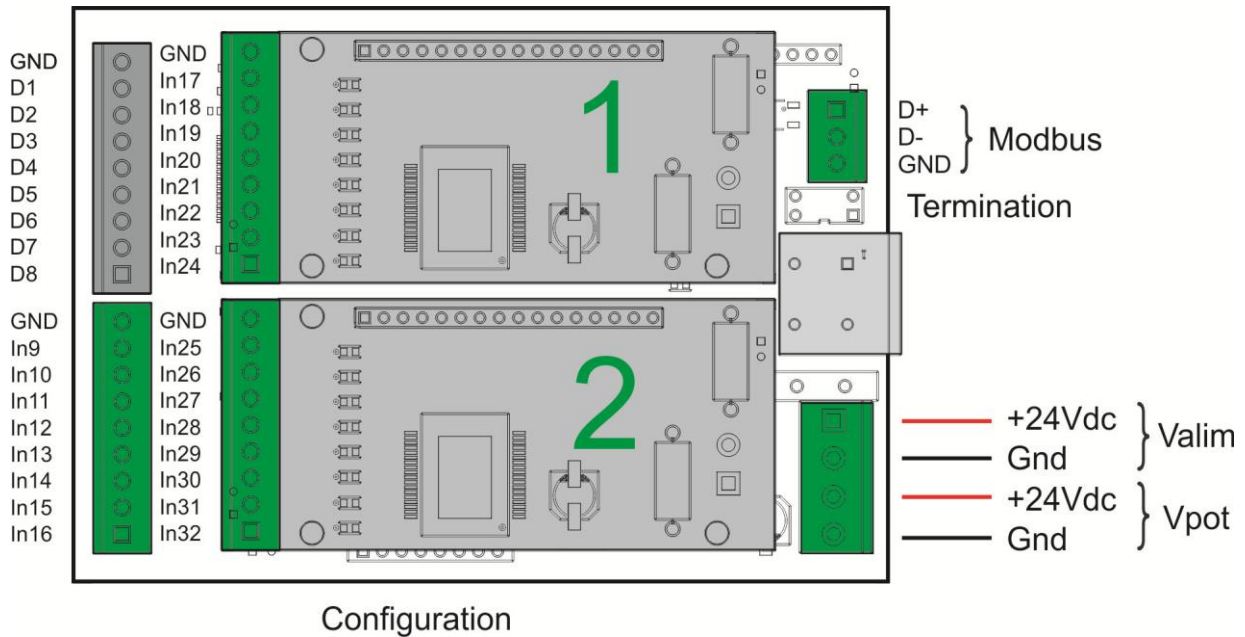 GND
D1
D2
D3
D4
D5
D6
D7
D8
GND
In17
In18
In19
In20
In21
In22
In23
In24
1
D+
D-
GND
Modbus
Termination
GND
In9
In10
In11
In12
In13
In14
In15
In16
GND
In25
In26
In27
In28
In29
In30
In31
In32
2
+24Vdc
Gnd
Valim
+24Vdc
Gnd
Vpot
Configuration